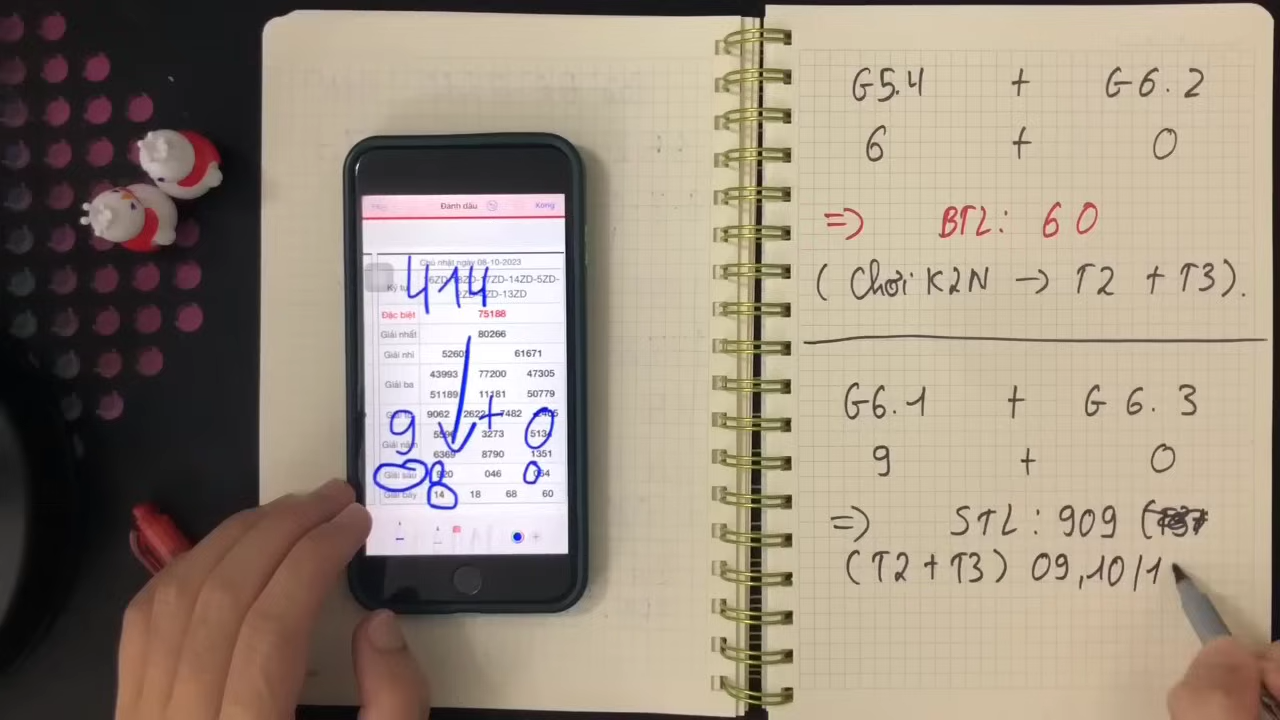 Đánh dấu Xong
Chủ nhật ngày 08-10-2023
414
Đặc biệt 75188
Giải nhất 80266
Giải nhì 61671
Giải ba 43993 77200 47305
51189 11181 50779
9062 2622 7482
9 + 0
3273
6369 8790 1351
Giải sáu 046
Giải bảy 14 18 68 60
G5.4 + G6.2
6 + 0
=> BTL: 60
(Chơi K2N → T2 + T3).
G6.1 + G6.3
9 + 0
=> STL: 909 (
(T2 + T3) 09,10/1